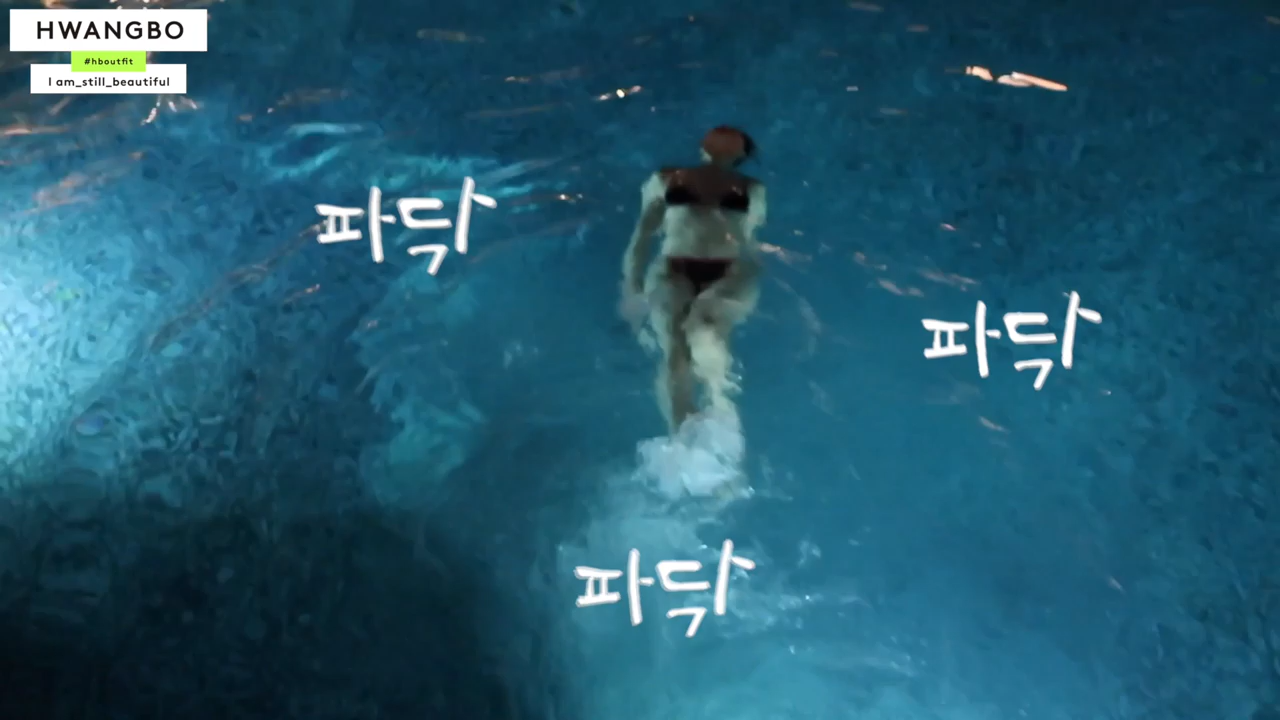 HWANGBO
#hboutfit
I am_still_beautiful
파닥
파닥
파닥